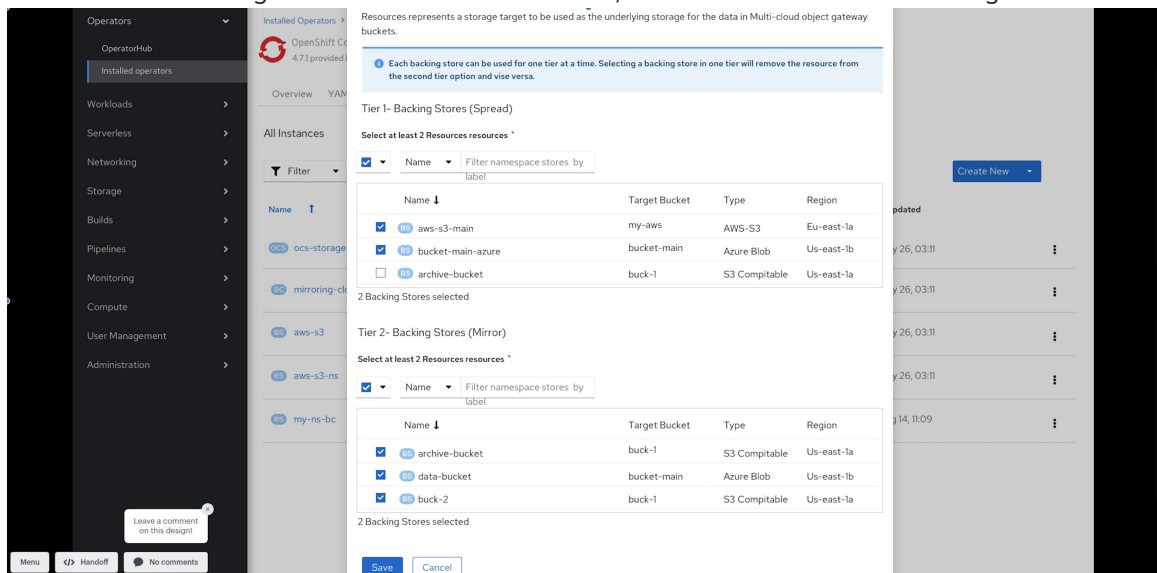 Operators
OperatorHub
Installed operators
Workloads
Serverless
Networking
Storage
Builds
Pipelines
Monitoring
Compute
User Management
Administration
Leave a comment
on this design!
Menu
</> Handoff
No comments
Installed Operators >
OpenShift Co
4.7.1 provided
Overview YAM
All Instances
Filter
Create New
Name
pdated
OCS ocs-storage
y 26, 03:11
BC mirroring-clo
y 26, 03:11
BS aws-s3
y 26, 03:11
BS aws-s3-ns
y 26, 03:11
BS my-ns-bc
g 14, 11:09
Resources represents a storage target to be used as the underlying storage for the data in Multi-cloud object gateway
buckets.
Each backing store can be used for one tier at a time. Selecting a backing store in one tier will remove the resource from
the second tier option and vise versa.
Tier 1- Backing Stores (Spread)
Select at least 2 Resources resources *
Name Filter namespace stores by
label
Name Target Bucket Type Region
BS aws-s3-main my-aws AWS-S3 Eu-east-1a
BS bucket-main-azure bucket-main Azure Blob Us-east-1b
BS archive-bucket buck-1 S3 Compitable Us-east-1a
2 Backing Stores selected
Tier 2- Backing Stores (Mirror)
Select at least 2 Resources resources *
Name Filter namespace stores by
label
Name Target Bucket Type Region
BS archive-bucket buck-1 S3 Compitable Us-east-1a
BS data-bucket bucket-main Azure Blob Us-east-1b
BS buck-2 buck-1 S3 Compitable Us-east-1a
2 Backing Stores selected
Save Cancel